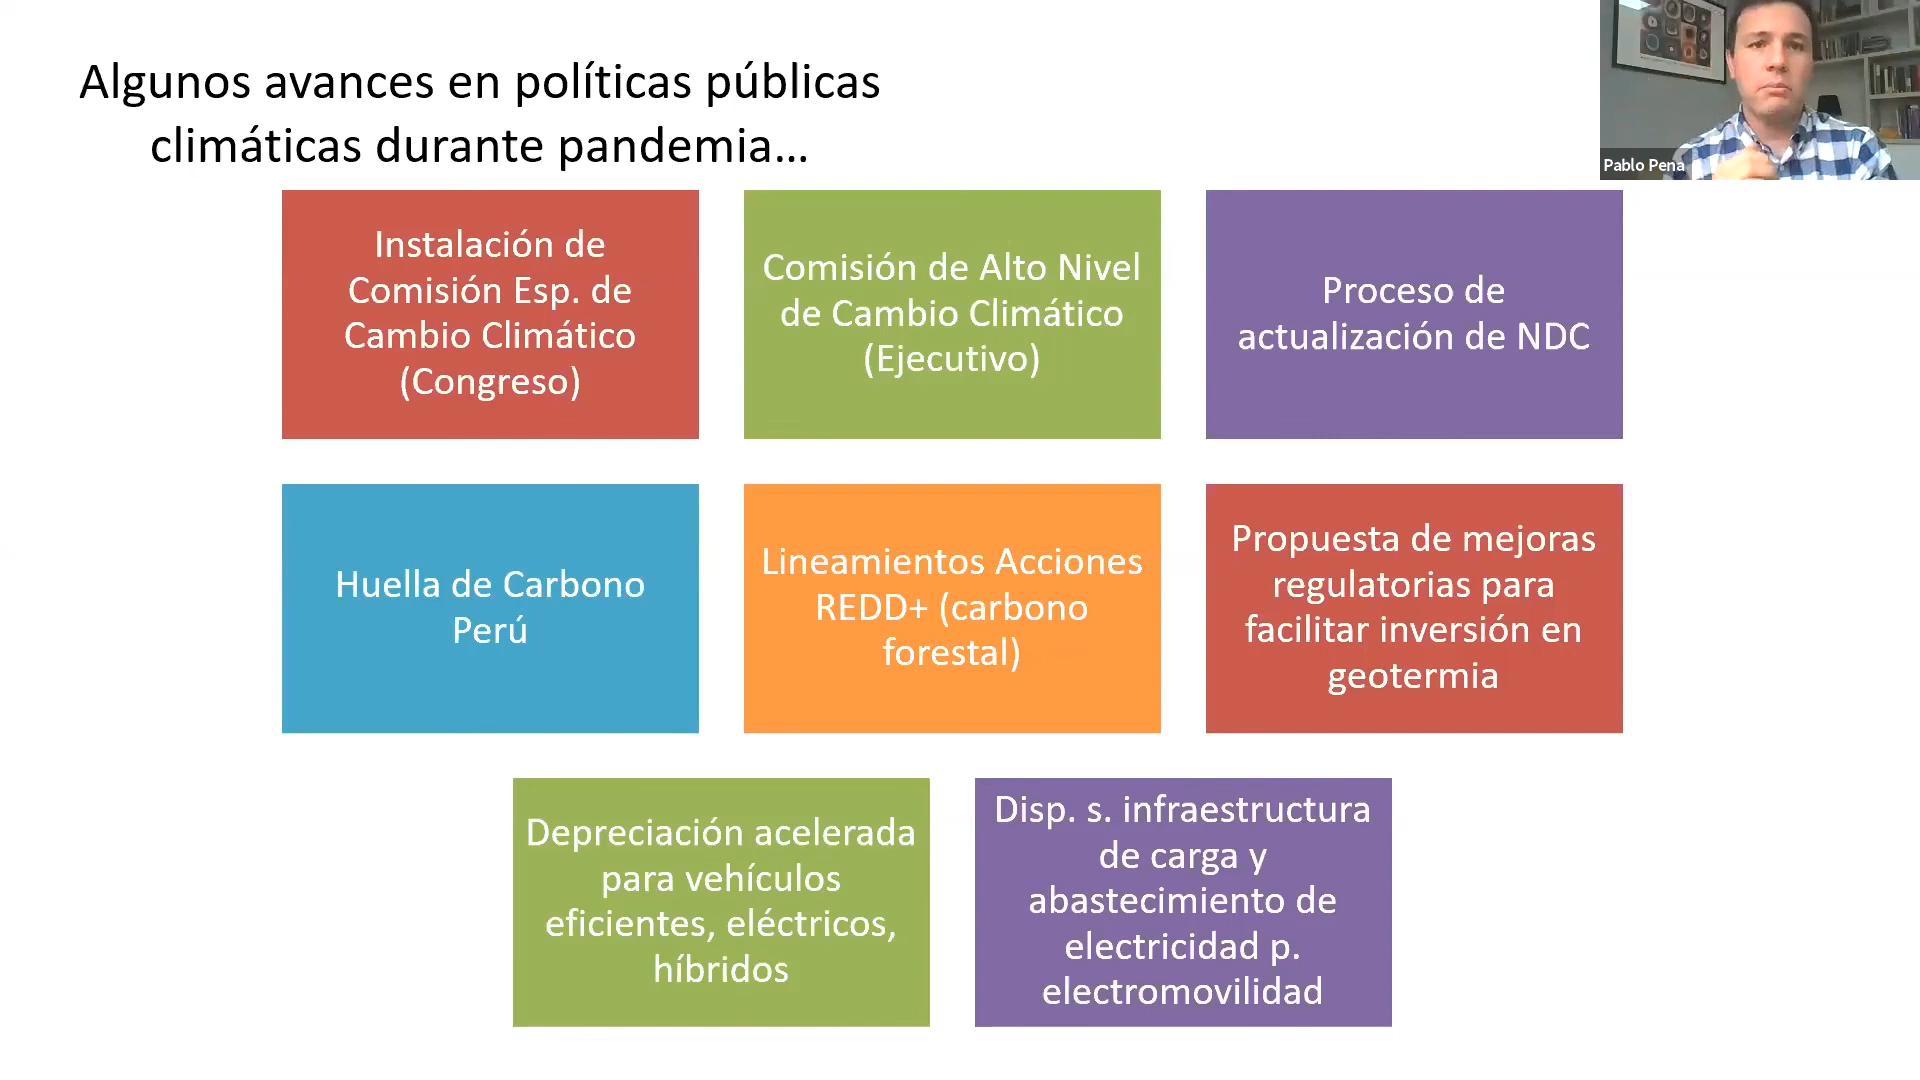 Algunos avances en políticas públicas
climáticas durante pandemia...
Pablo Pena
Instalación de
Comisión Esp. de
Cambio Climático
(Congreso)
Comisión de Alto Nivel
de Cambio Climático
(Ejecutivo)
Proceso de
actualización de NDC
Huella de Carbono
Perú
Lineamientos Acciones
REDD+ (carbono
forestal)
Propuesta de mejoras
regulatorias para
facilitar inversión en
geotermia
Depreciación acelerada
para vehículos
eficientes, eléctricos,
híbridos
Disp. s. infraestructura
de carga y
abastecimiento de
electricidad p.
electromovilidad